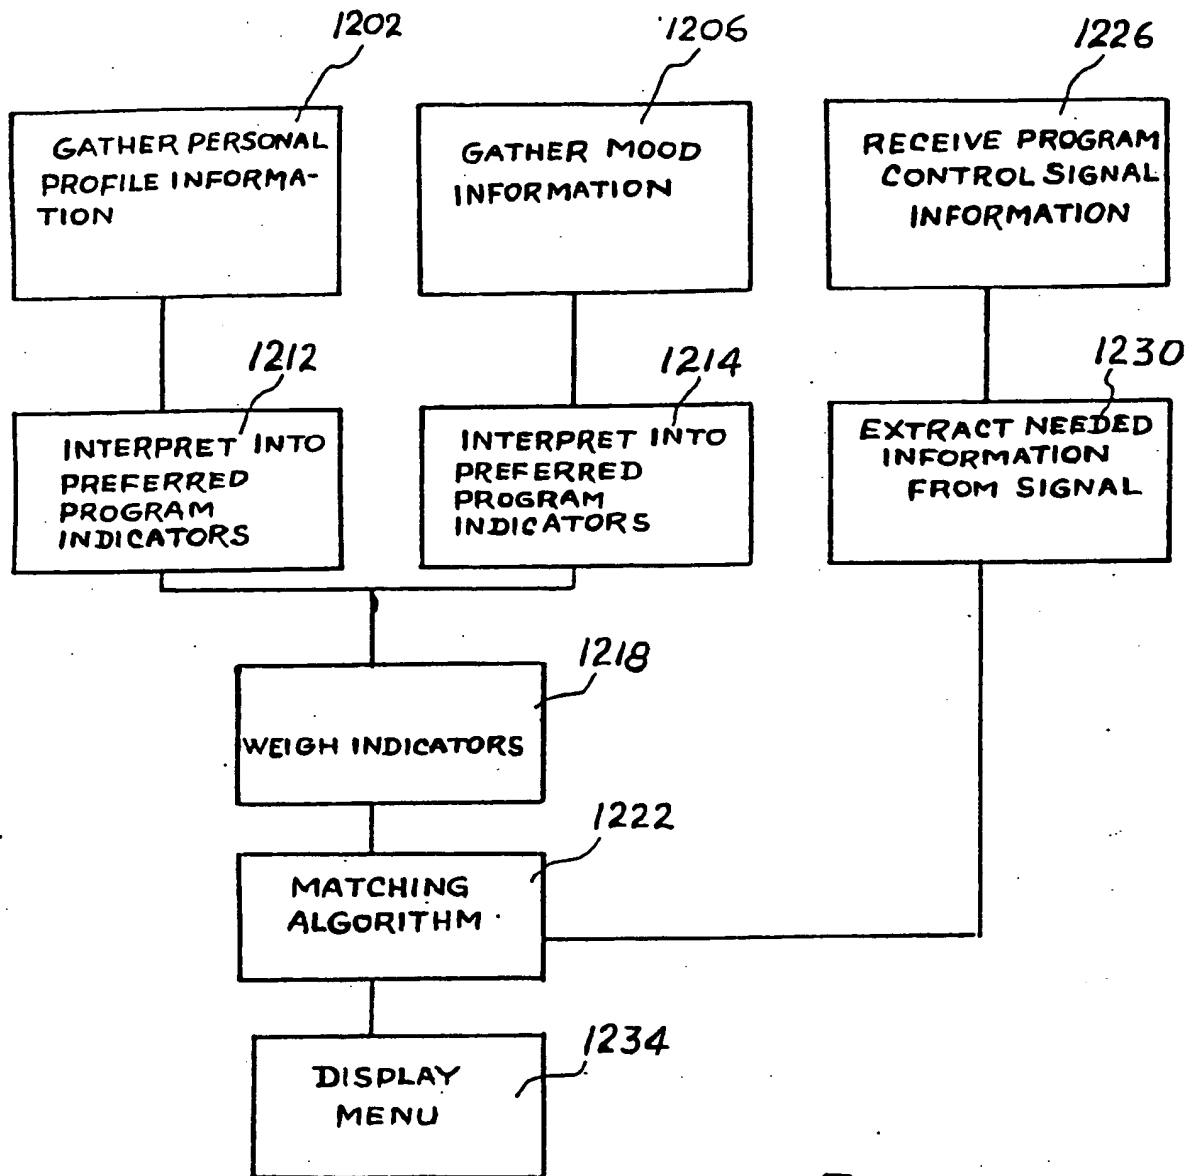 1202
1206
1226
GATHER PERSONAL
PROFILE INFORMA-
TION
GATHER MOOD
INFORMATION
RECEIVE PROGRAM
CONTROL SIGNAL
INFORMATION
1212
1214
1230
INTERPRET INTO
PREFERRED
PROGRAM
INDICATORS
INTERPRET INTO
PREFERRED
PROGRAM
INDICATORS
EXTRACT NEEDED
INFORMATION
FROM SIGNAL
1218
WEIGH INDICATORS
1222
MATCHING
ALGORITHM
1234
DISPLAY
MENU